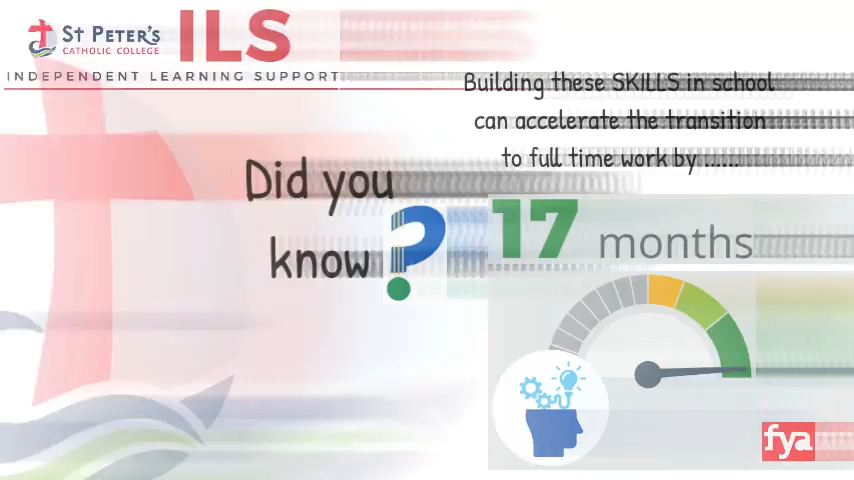 ST PETER'S
CATHOLIC COLLEGE
ILS
INDEPENDENT LEARNING SUPPORT
Building these SKILLS in school
can accelerate the transition
to full time work by ......
Did you
know?
17 months
fya